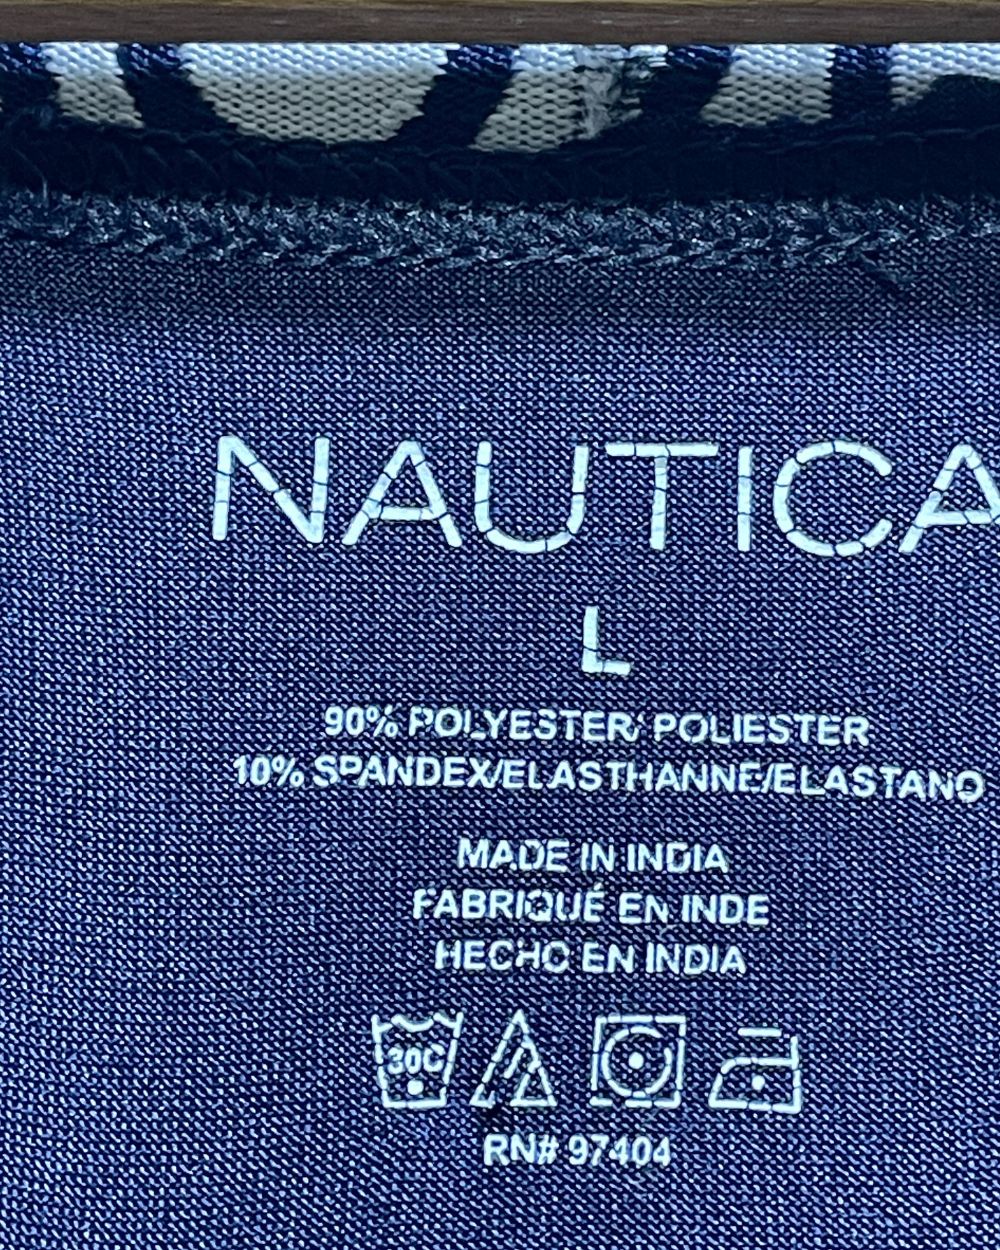 NAUTICA
L
90% POLYESTER/ POLIESTER
10% SPANDEX/ELASTHANNE/ELASTANO
MADE IN INDIA
FABRIQUÉ EN INDE
HECHO EN INDIA
30C
RN# 97404